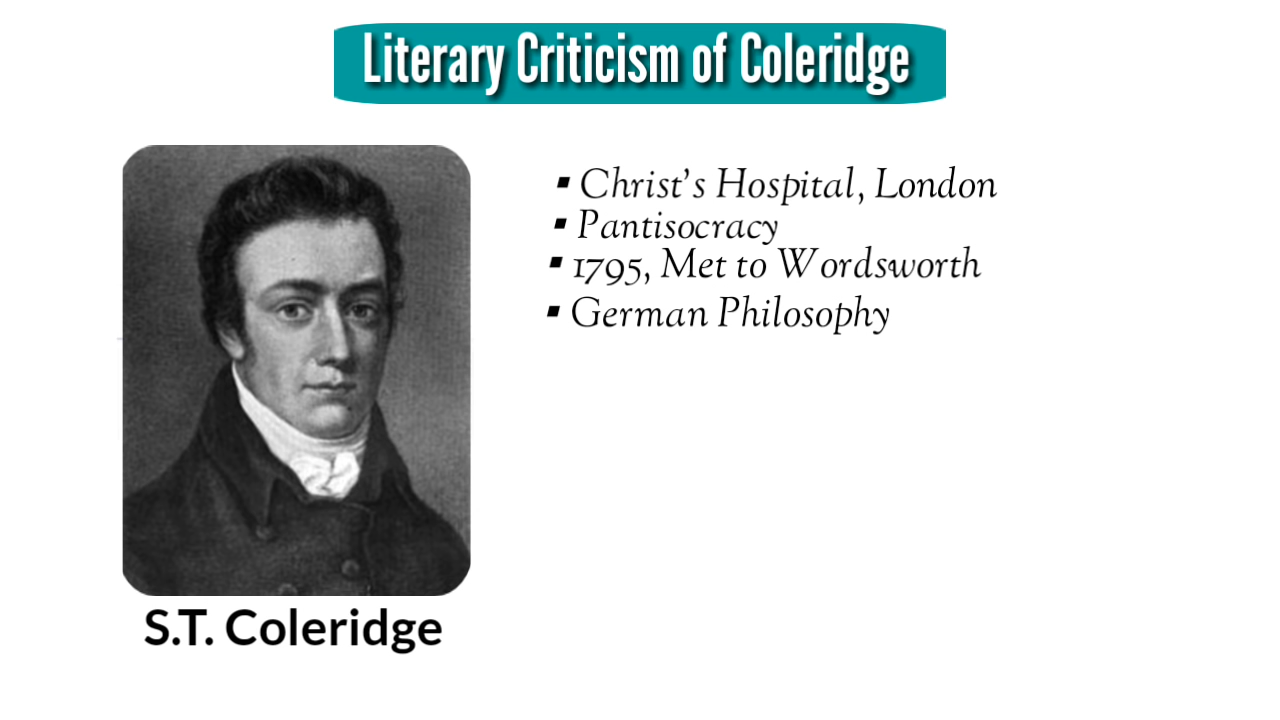 Literary Criticism of Coleridge
▪ Christ's Hospital, London
▪ Pantisocracy
▪ 1795, Met to Wordsworth
▪ German Philosophy
S.T. Coleridge